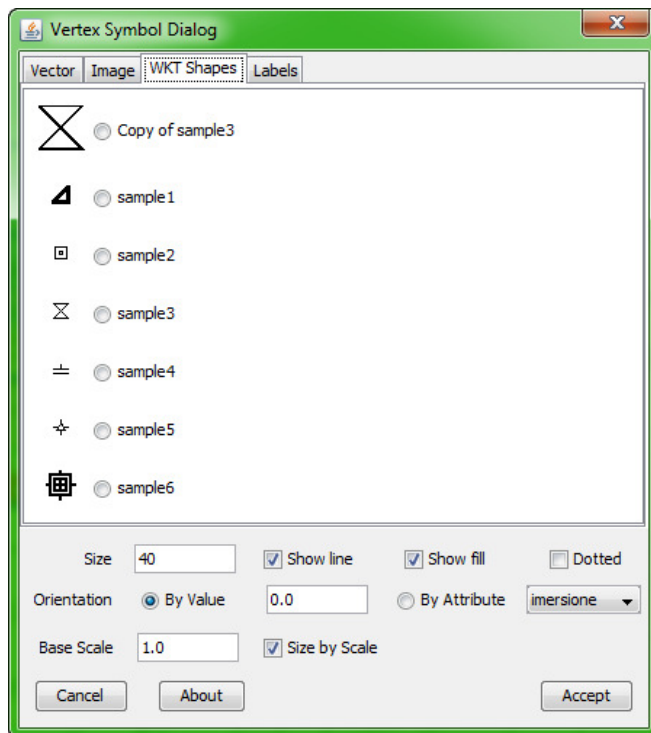 Vertex Symbol Dialog
Vector Image WKT Shapes Labels
Copy of sample3
sample1
sample2
sample3
sample4
sample5
sample6
Size 40 Show line Show fill Dotted
Orientation By Value 0.0 By Attribute imersione
Base Scale 1.0 Size by Scale
Cancel About Accept